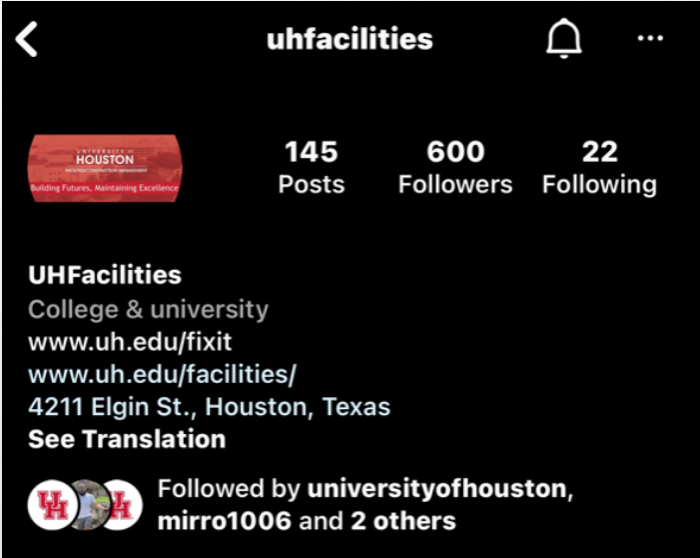 uhfacilities
UNIVERSITY of
HOUSTON
Building Futures, Maintaining Excellence
145
Posts
600
Followers
22
Following
UHFacilities
College & university
www.uh.edu/fixit
www.uh.edu/facilities/
4211 Elgin St., Houston, Texas
See Translation
UH
UH
Followed by universityofhouston,
mirro1006 and 2 others